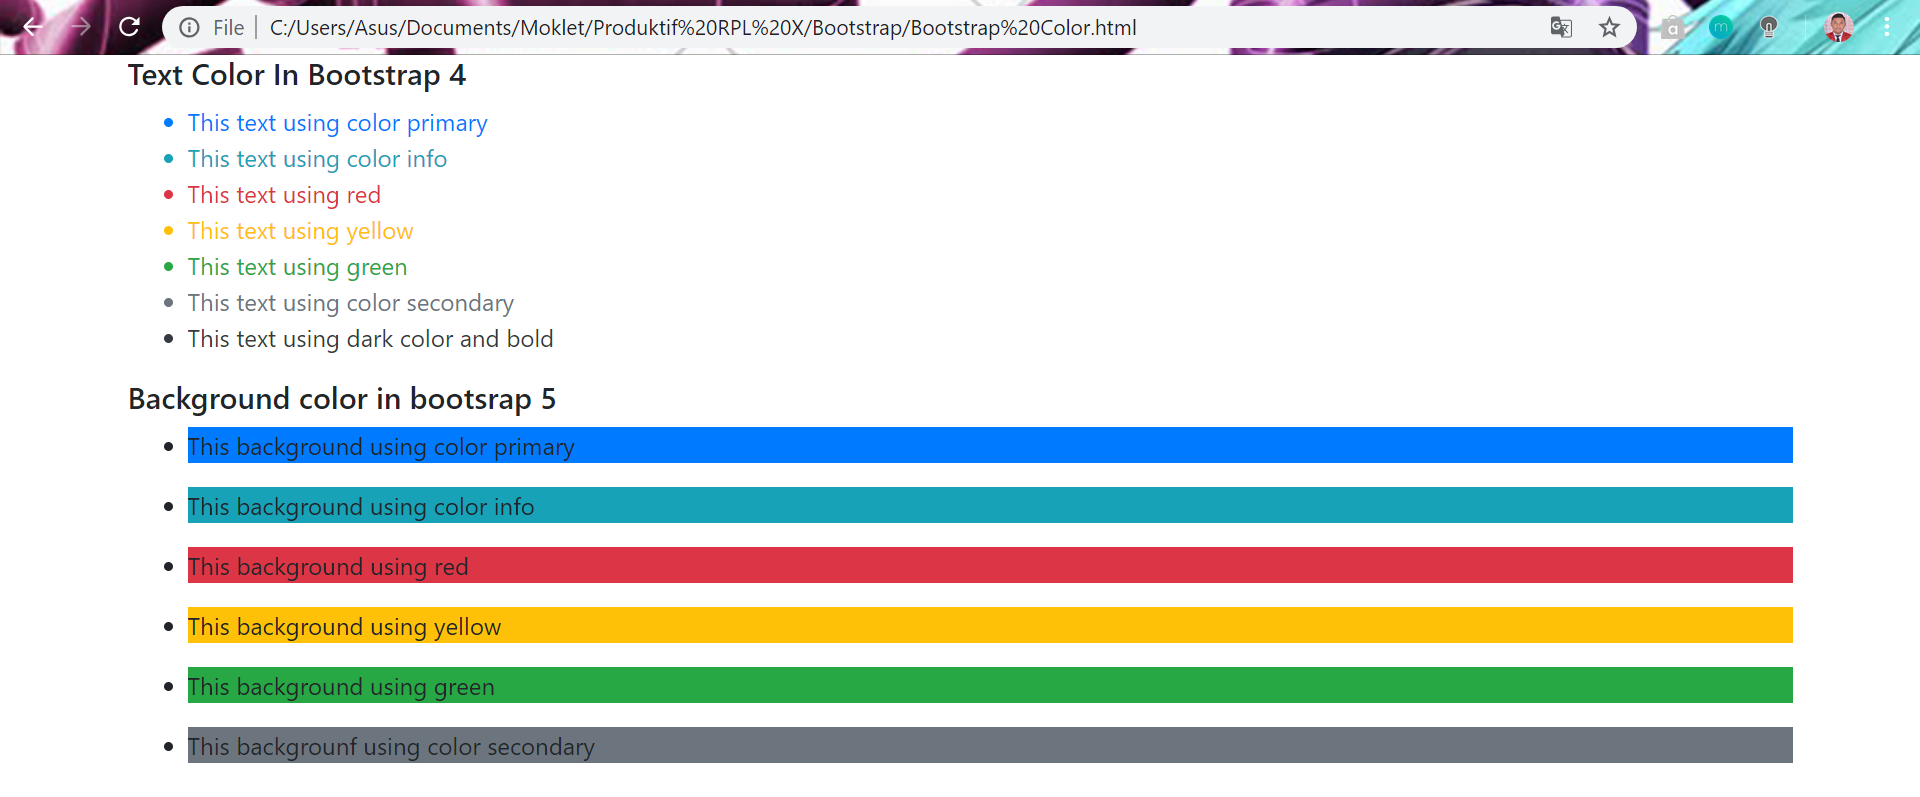 File | C:/Users/Asus/Documents/Moklet/Produktif%20RPL%20X/Bootstrap/Bootstrap%20Color.html
Text Color In Bootstrap 4
This text using color primary
This text using color info
This text using red
This text using yellow
This text using green
This text using color secondary
This text using dark color and bold
Background color in bootsrap 5
This background using color primary
This background using color info
This background using red
This background using yellow
This background using green
This backgrounf using color secondary